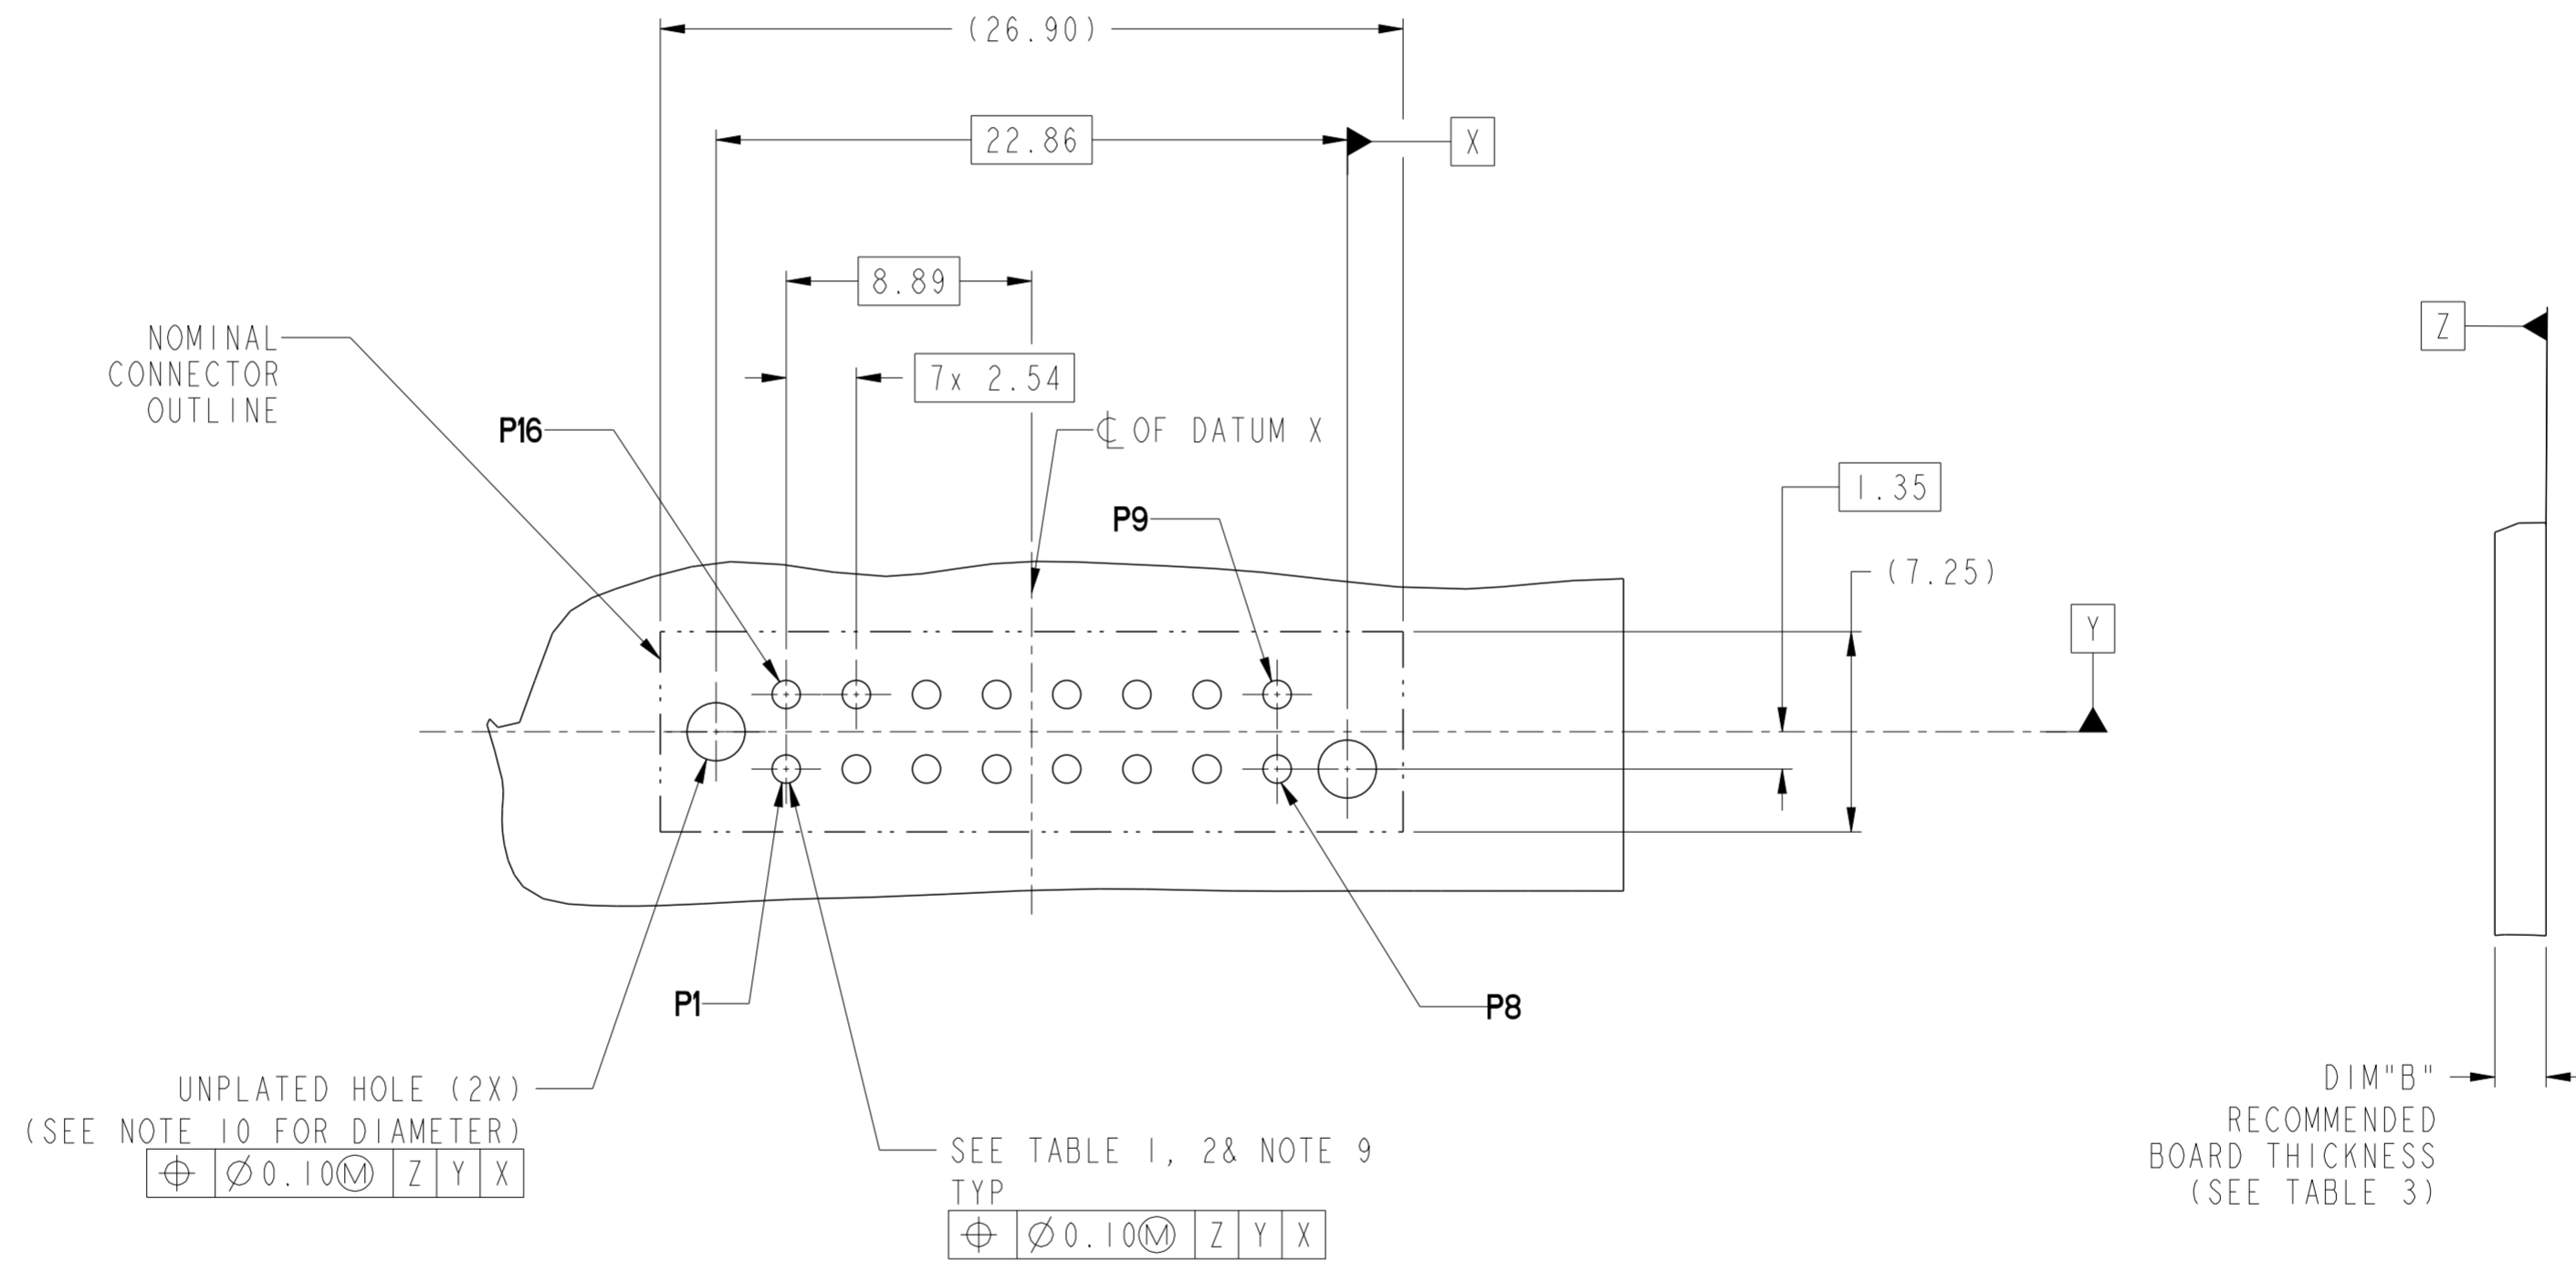 (26.90)
22.86
X
8.89
NOMINAL
CONNECTOR
OUTLINE
7x 2.54
P16
℄ OF DATUM X
Z
1.35
P9
(7.25)
Y
P1
P8
UNPLATED HOLE (2X)
(SEE NOTE 10 FOR DIAMETER)
⌖ ⌀0.10Ⓜ Z Y X
SEE TABLE 1, 2& NOTE 9
TYP
⌖ ⌀0.10Ⓜ Z Y X
DIM"B"
RECOMMENDED
BOARD THICKNESS
(SEE TABLE 3)